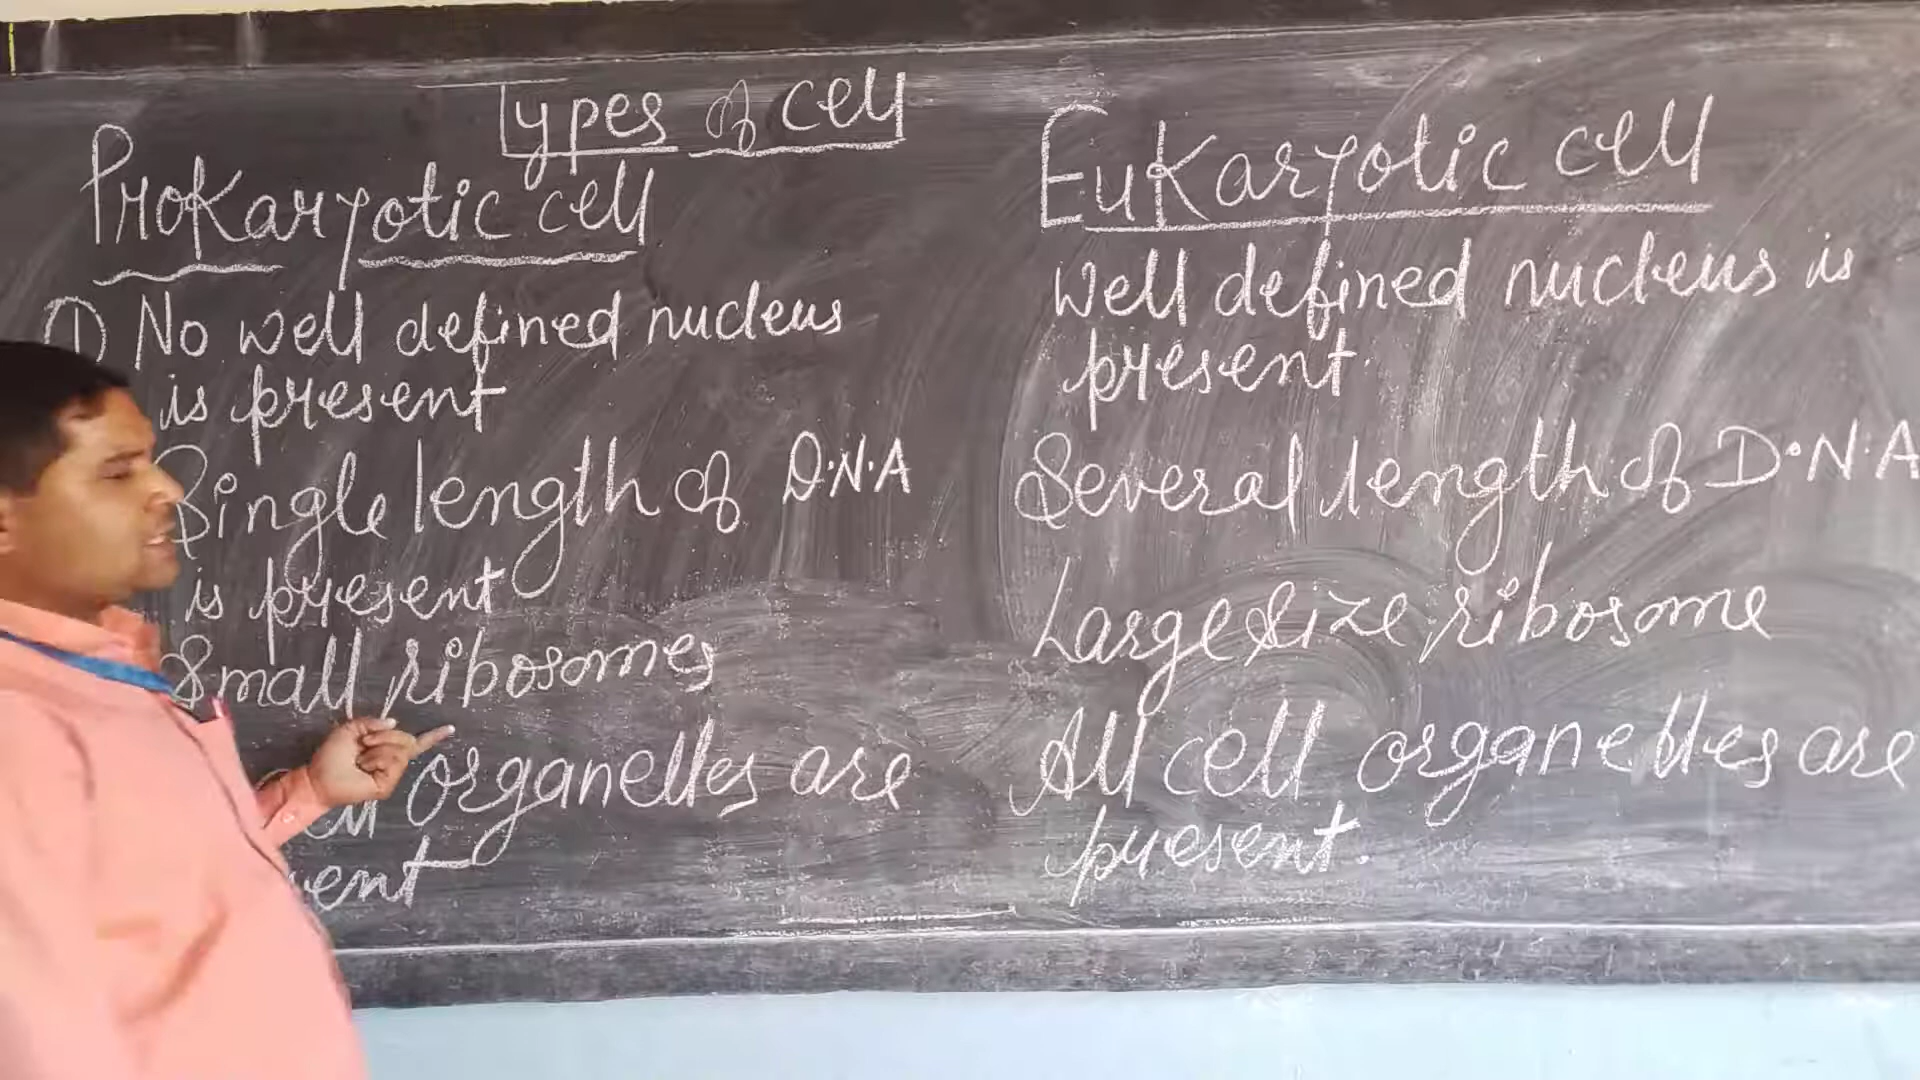 Types of cell
Prokaryotic cell
① No well defined nucleus
is present
Single length of D.N.A
is present
Small ribosomes
organelles are
Eukaryotic cell
Well defined nucleus is
present.
Several length of D.N.A
Large size ribosome
All cell organelles are
present.